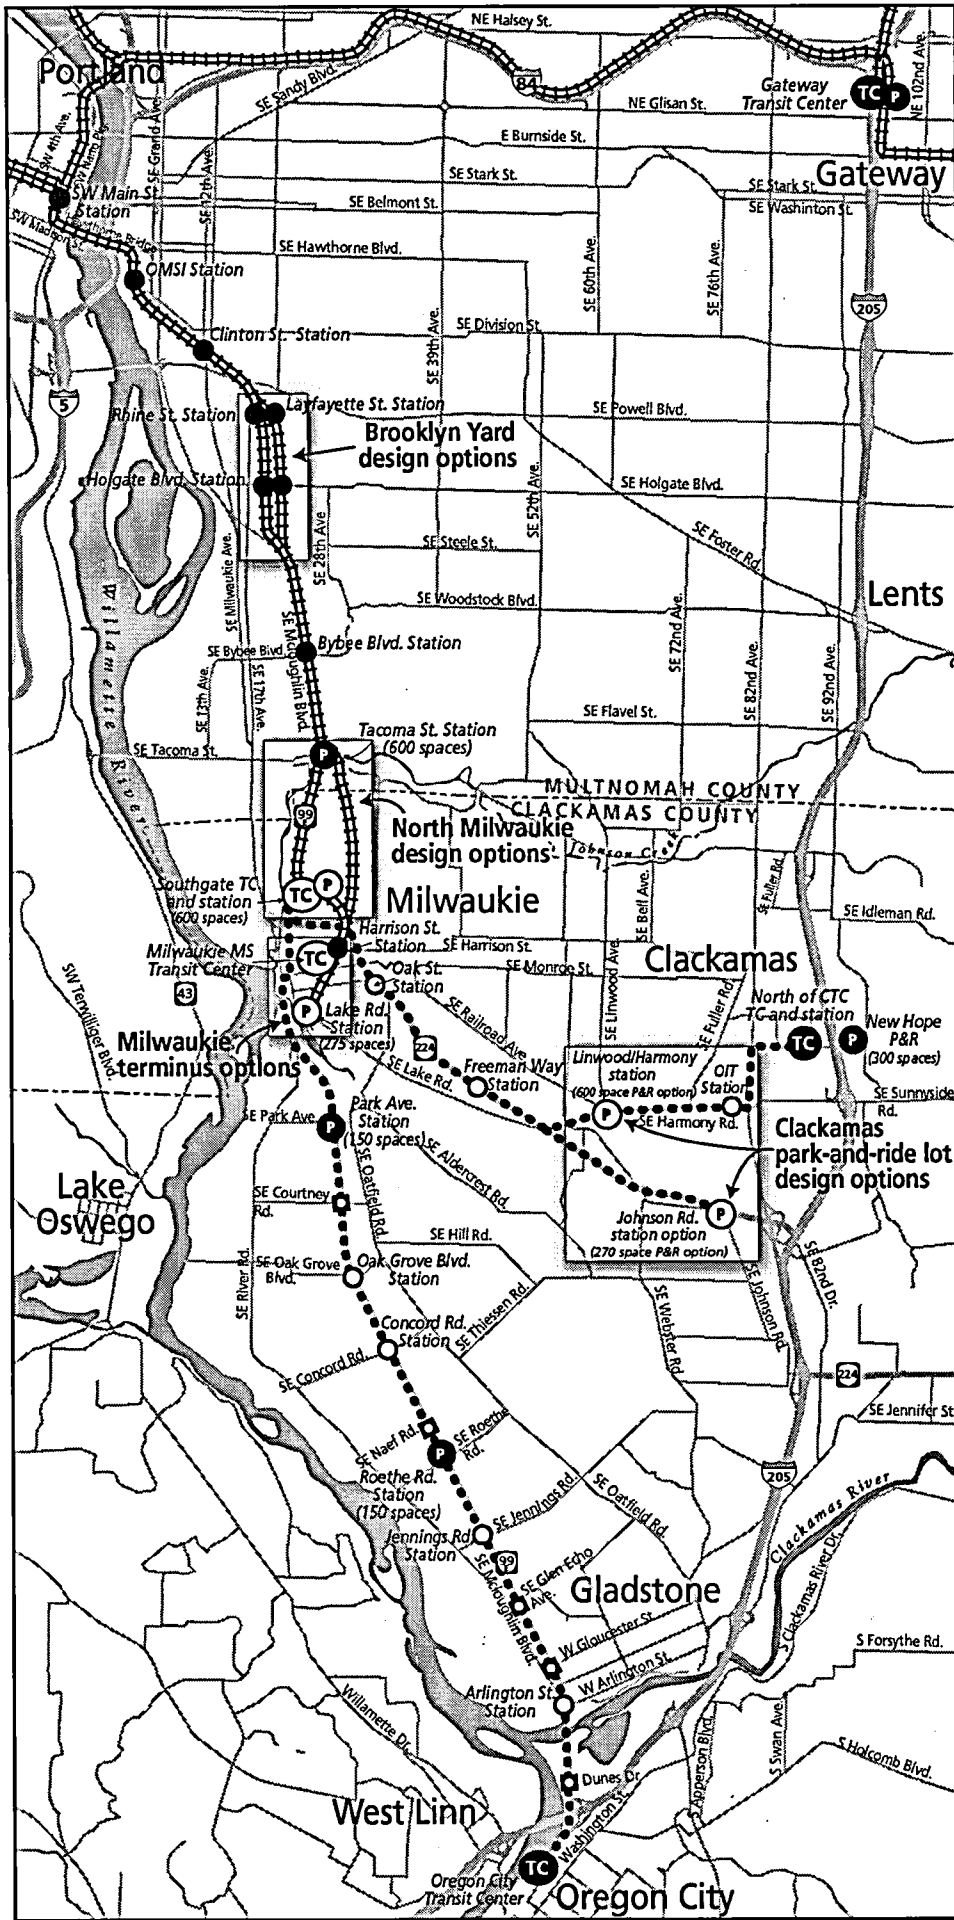 NE Halsey St.
Portland
SE Sandy Blvd.
84
Gateway
Transit Center
TC
P
NE 102nd Ave.
NE Glisan St.
SW 4th Ave.
SE Grand Ave.
E Burnside St.
SE 12th Ave.
SE Stark St.
Gateway
SE Stark St.
SW Main St.
Station
SE Belmont St.
SE Washinton St.
SW Madison St.
Hawthorne Bridge
SE Hawthorne Blvd.
SE 60th Ave.
SE 76th Ave.
OMSI Station
205
SE 39th Ave.
Clinton St. Station
SE Division St.
5
Rhine St. Station
Layfayette St. Station
SE Powell Blvd.
Brooklyn Yard
design options
Holgate Blvd. Station
SE 52th Ave.
SE Holgate Blvd.
SE Milwaukie Ave.
SE 28th Ave
SE Steele St.
SE Foster Rd.
Willamette River
SE Woodstock Blvd.
Lents
SE 72nd Ave.
SE 82nd Ave.
SE 92nd Ave.
SE Bybee Blvd.
SE Mcloughlin Blvd.
Bybee Blvd. Station
SE 13th Ave.
SE 17th Ave.
SE Flavel St.
Tacoma St. Station
(600 spaces)
SE Tacoma St.
P
MULTNOMAH COUNTY
CLACKAMAS COUNTY
99
North Milwaukie
design options
Johnson Creek
SE Fuller Rd.
SE Bell Ave.
Southgate TC
and station
(600 spaces)
TC
P
Milwaukie
SE Idleman Rd.
Harrison St.
Station
SE Harrison St.
Milwaukie MS
Transit Center
TC
SE Monroe St.
SE Linwood Ave.
Clackamas
Oak St.
Station
SW Terwilliger Blvd.
43
SE Railroad Ave.
SE Fuller Rd.
North of CTC
TC and station
TC
P
New Hope
P&R
(300 spaces)
P
Lake Rd.
Station
(275 spaces)
Milwaukie
terminus options
224
SE Lake Rd.
Freeman Way
Station
Linwood/Harmony
station
(600 space P&R option)
P
OIT
Station
SE Harmony Rd.
SE Sunnyside
Rd.
SE Park Ave
P
Park Ave.
Station
(150 spaces)
Clackamas
park-and-ride lot
design options
SE Aldercrest Rd.
SE Oatfield Rd.
Lake
Oswego
SE Courtney
Rd.
P
Johnson Rd.
station option
(270 space P&R option)
SE Hill Rd.
SE River Rd.
SE Oak Grove
Blvd.
Oak Grove Blvd.
Station
SE 82nd Dr.
SE Thiessen Rd.
SE Webster Rd.
SE Johnson Rd.
Concord Rd.
Station
SE Concord Rd.
224
SE Jennifer St
SE Naef Rd.
P
SE Roethe
Rd.
Roethe Rd.
Station
(150 spaces)
205
Clackamas River
SE Jennings Rd.
SE Oatfield Rd.
Jennings Rd
Station
99
SE Mcloughlin Blvd.
SE Glen Echo
Ave.
S Clackamas River Dr.
Gladstone
W Gloucester St.
S Forsythe Rd.
W Arlington St.
Arlington St.
Station
Willamette Dr.
S Apperson Blvd.
S Swan Ave.
S Holcomb Blvd.
Dunes Dr
West Linn
Washington St.
TC
Oregon City
Transit Center
Oregon City